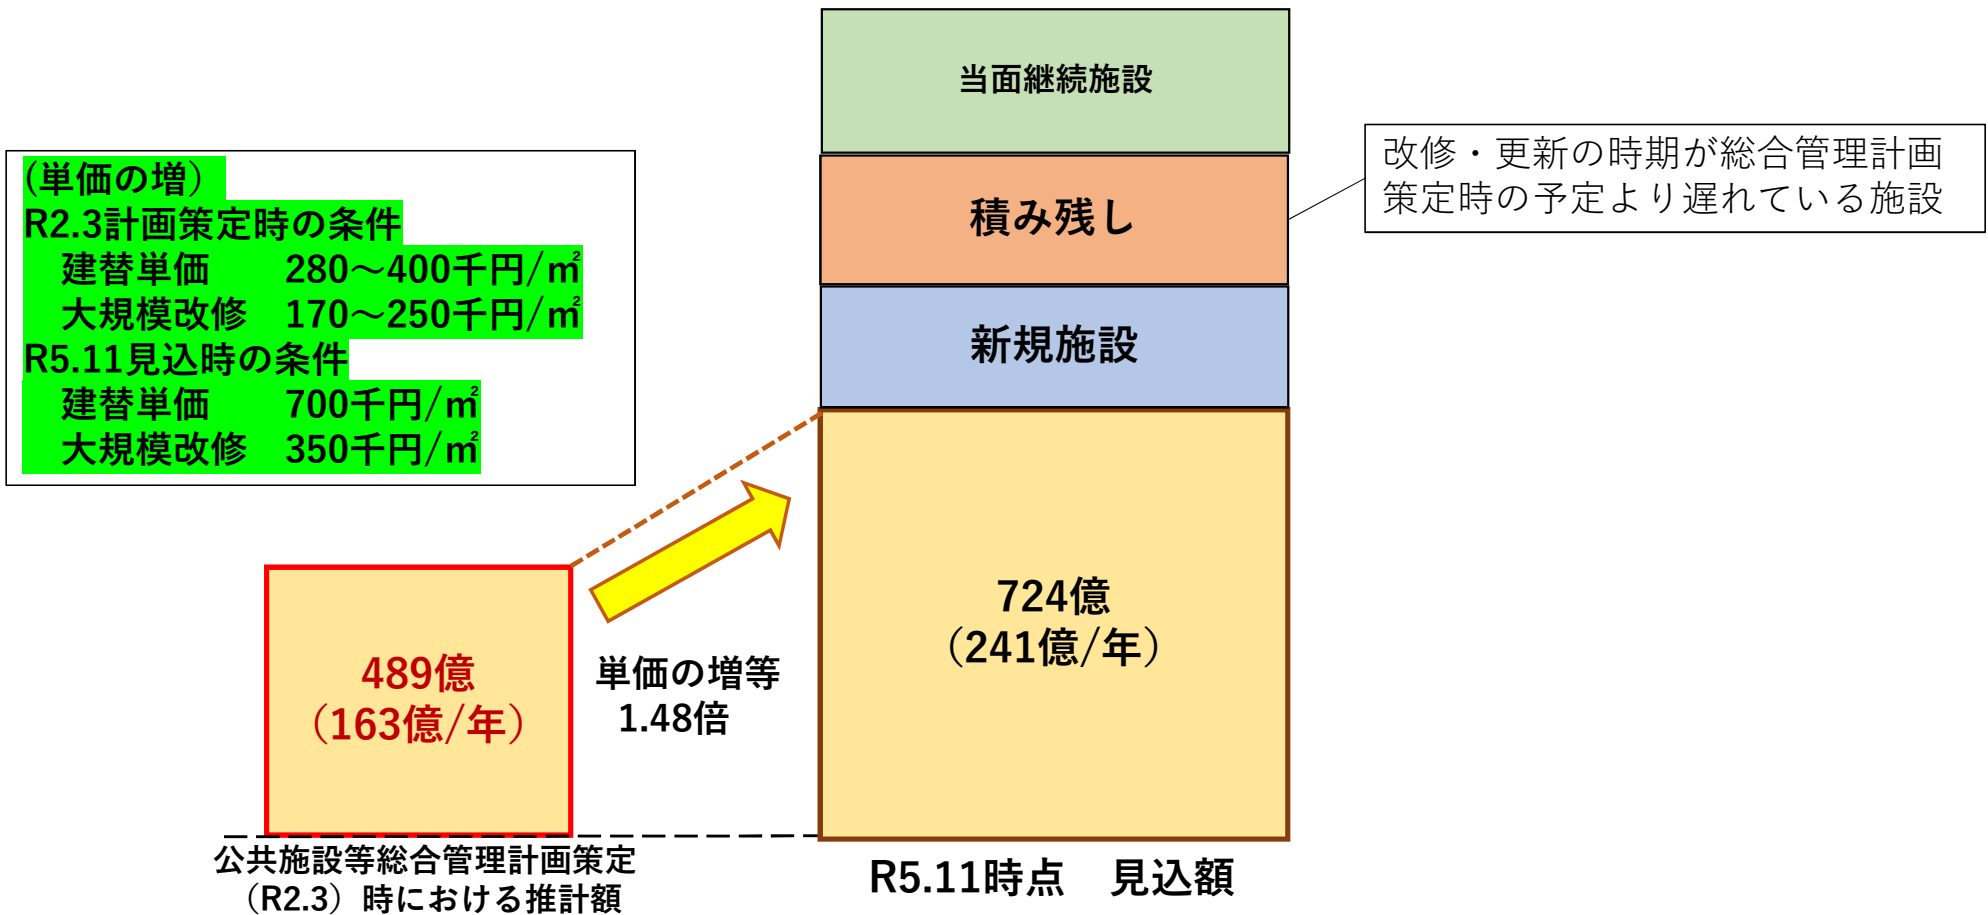 当面継続施設
(単価の増）
R2.3計画策定時の条件
建替単価　　280～400千円/㎡
大規模改修　170～250千円/㎡
R5.11見込時の条件
建替単価　　700千円/㎡
大規模改修　350千円/㎡
積み残し
改修・更新の時期が総合管理計画
策定時の予定より遅れている施設
新規施設
724億
（241億/年）
489億
（163億/年）
単価の増等
1.48倍
公共施設等総合管理計画策定
（R2.3）時における推計額
R5.11時点　見込額